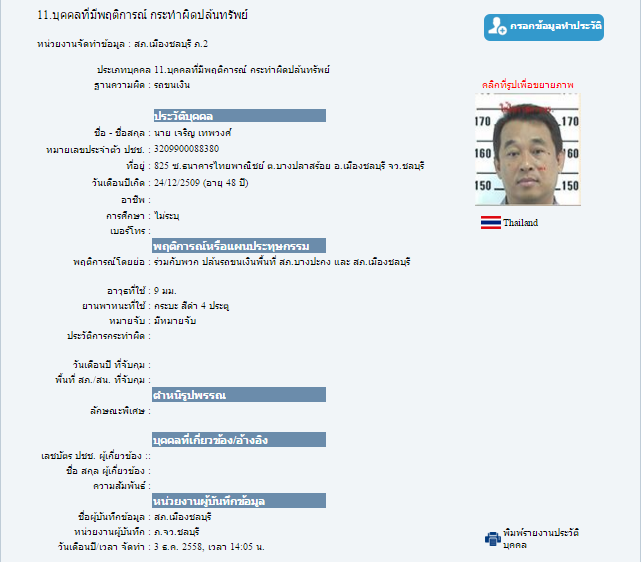 11.บุคคลที่มีพฤติการณ์ กระทำผิดปล้นทรัพย์
กรอกข้อมูลทำประวัติ
หน่วยงานจัดทำข้อมูล : สภ.เมืองชลบุรี ภ.2
ประเภทบุคคล 11.บุคคลที่มีพฤติการณ์ กระทำผิดปล้นทรัพย์
ฐานความผิด : รถขนเงิน
คลิกที่รูปเพื่อขยายภาพ
ประวัติบุคคล
ชื่อ - ชื่อสกุล : นาย เจริญ เทพวงศ์
หมายเลขประจำตัว ปชช. : 3209900088380
ที่อยู่ : 825 ซ.ธนาคารไทยพาณิชย์ ต.บางปลาสร้อย อ.เมืองชลบุรี จว.ชลบุรี
วันเดือนปีเกิด : 24/12/2509 (อายุ 48 ปี)
อาชีพ :
การศึกษา : ไม่ระบุ
เบอร์โทร :
170 170
160 160
150 150
Thailand
พฤติการณ์หรือแผนประทุษกรรม
พฤติการณ์โดยย่อ : ร่วมกับพวก ปล้นรถขนเงินพื้นที่ สภ.บางปะกง และ สภ.เมืองชลบุรี
อาวุธที่ใช้ : 9 มม.
ยานพาหนะที่ใช้ : กระบะ สีดำ 4 ประตู
หมายจับ : มีหมายจับ
ประวัติการกระทำผิด :
วันเดือนปี ที่จับกุม :
พื้นที่ สภ./สน. ที่จับกุม :
ตำหนิรูปพรรณ
ลักษณะพิเศษ :
บุคคลที่เกี่ยวข้อง/อ้างอิง
เลขบัตร ปชช. ผู้เกี่ยวข้อง ::
ชื่อ สกุล ผู้เกี่ยวข้อง :
ความสัมพันธ์ :
หน่วยงานผู้บันทึกข้อมูล
ชื่อผู้บันทึกข้อมูล : สภ.เมืองชลบุรี
หน่วยงานผู้บันทึก : ภ.จว.ชลบุรี
วันเดือนปี/เวลา จัดทำ : 3 ธ.ค. 2558, เวลา 14:05 น.
พิมพ์รายงานประวัติ
บุคคล